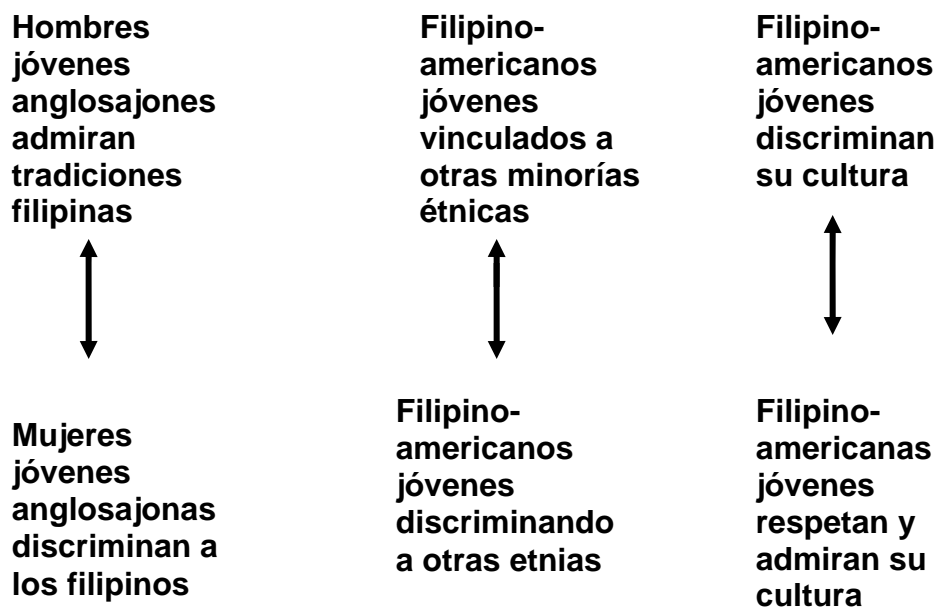 Hombres
jóvenes
anglosajones
admiran
tradiciones
filipinas
Filipino-
americanos
jóvenes
vinculados a
otras minorías
étnicas
Filipino-
americanos
jóvenes
discriminan
su cultura
Mujeres
jóvenes
anglosajonas
discriminan a
los filipinos
Filipino-
americanos
jóvenes
discriminando
a otras etnias
Filipino-
americanas
jóvenes
respetan y
admiran su
cultura